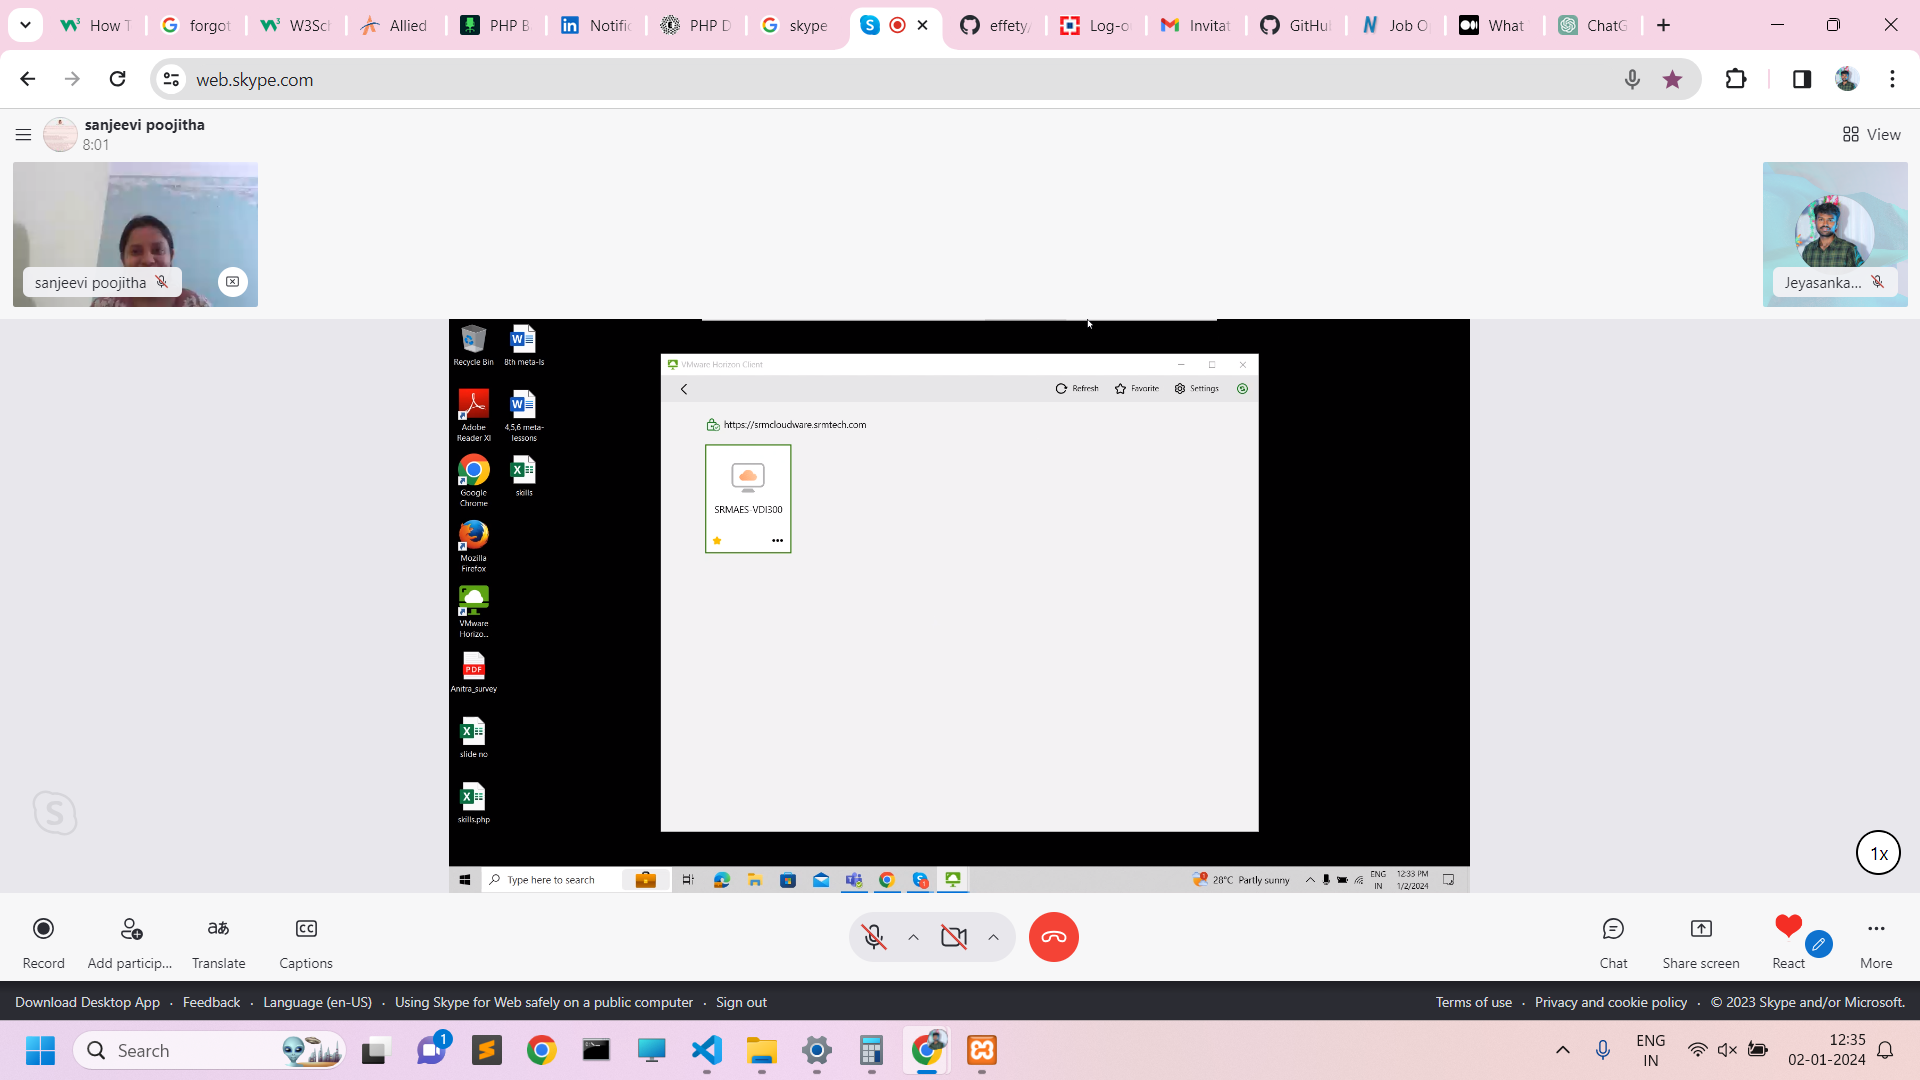 How T
forgot
W3Sch
Allied
PHP B
Notific
PHP D
skype
effety/
Log-o
Invitat
GitHu
Job O
What
ChatG
web.skype.com
sanjeevi poojitha
8:01
View
sanjeevi poojitha
Jeyasanka...
Recycle Bin
8th meta-ls
Adobe
Reader XI
4,5,6 meta-
lessons
Google
Chrome
skills
Mozilla
Firefox
VMware
Horizo...
PDF
Anitra_survey
slide no
skills.php
VMware Horizon Client
Refresh
Favorite
Settings
https://srmcloudware.srmtech.com
SRMAES-VDI300
Type here to search
28°C Partly sunny
ENG
IN
12:33 PM
1/2/2024
1x
Record
Add particip...
Translate
Captions
Chat
Share screen
React
More
Download Desktop App · Feedback · Language (en-US) · Using Skype for Web safely on a public computer · Sign out
Terms of use · Privacy and cookie policy · © 2023 Skype and/or Microsoft.
Search
1
ENG
IN
12:35
02-01-2024